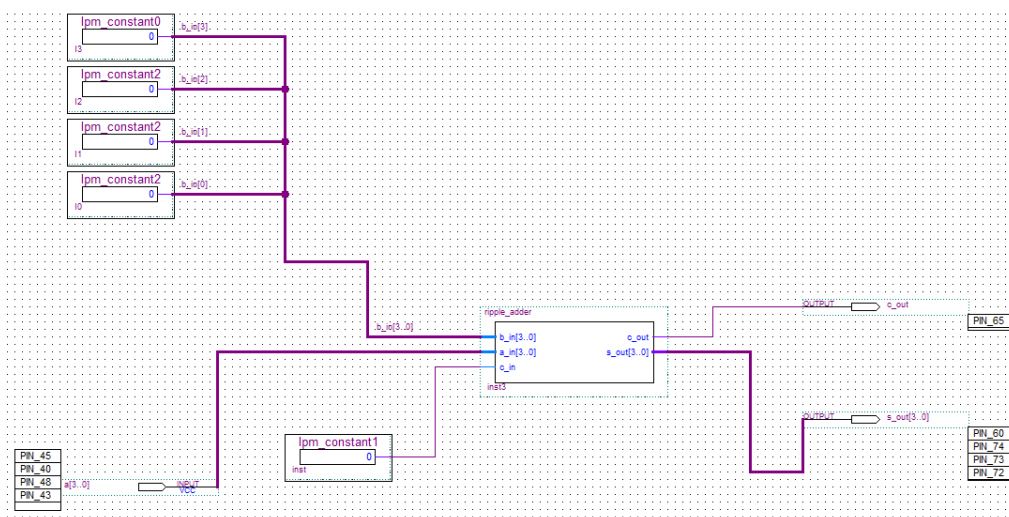 lpm_constant0
b_in[3]
0
I3
lpm_constant2
b_in[2]
0
I2
lpm_constant2
b_in[1]
0
I1
lpm_constant2
b_in[0]
0
I0
OUTPUT
c_out
ripple_adder
PIN_65
b_in[3..0]
b_in[3..0]
c_out
a_in[3..0]
s_out[3..0]
c_in
inst3
OUTPUT
s_out[3..0]
PIN_60
lpm_constant1
PIN_74
PIN_45
0
PIN_73
PIN_40
inst
PIN_72
PIN_48
a[3..0]
INPUT
VCC
PIN_43